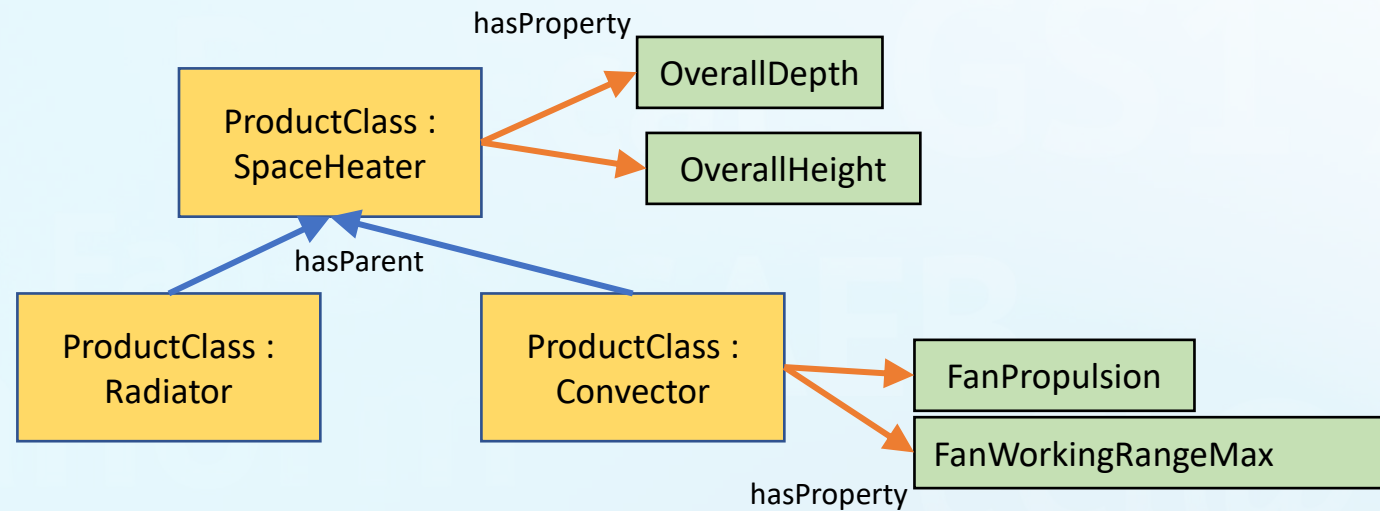 hasProperty
OverallDepth
ProductClass :
SpaceHeater
OverallHeight
hasParent
ProductClass :
Radiator
ProductClass :
Convector
FanPropulsion
FanWorkingRangeMax
hasProperty